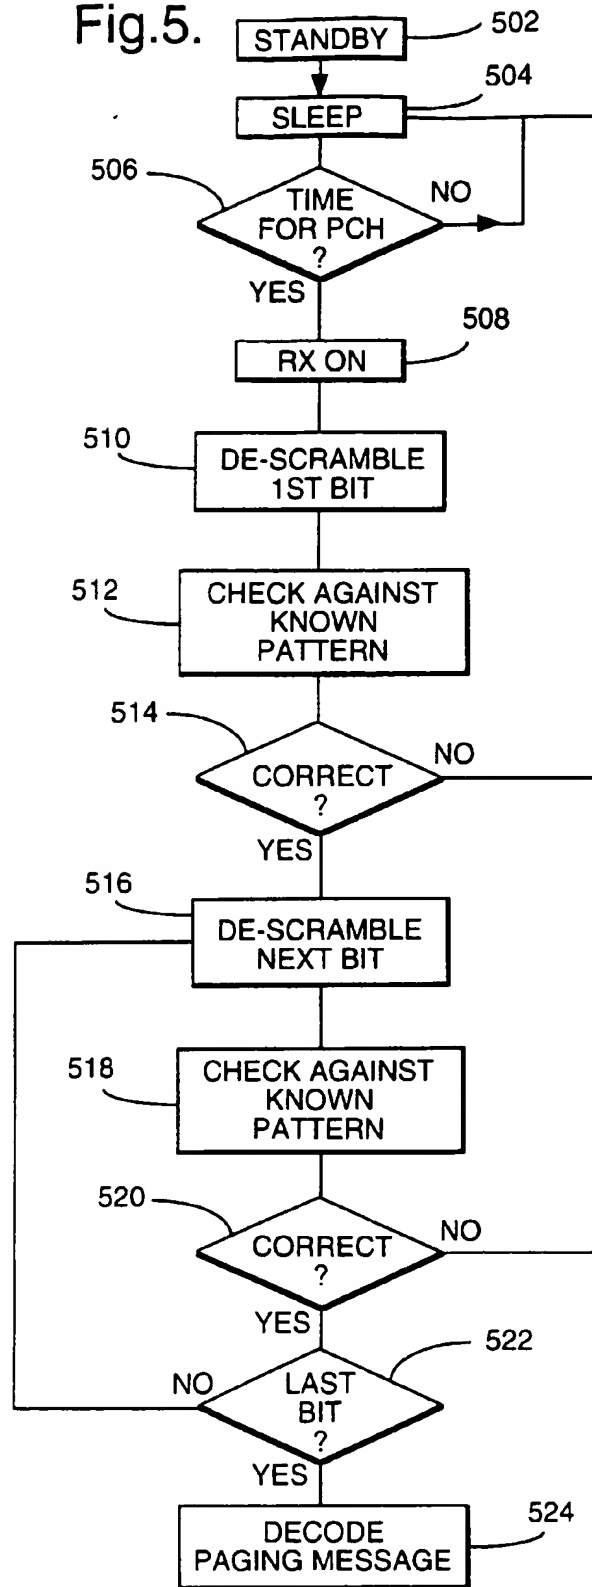 Fig.5.
STANDBY
502
SLEEP
504
506
TIME
FOR PCH
?
NO
YES
RX ON
508
510
DE-SCRAMBLE
1ST BIT
512
CHECK AGAINST
KNOWN
PATTERN
514
CORRECT
?
NO
YES
516
DE-SCRAMBLE
NEXT BIT
518
CHECK AGAINST
KNOWN
PATTERN
520
CORRECT
?
NO
YES
522
NO
LAST
BIT
?
YES
DECODE
PAGING MESSAGE
524